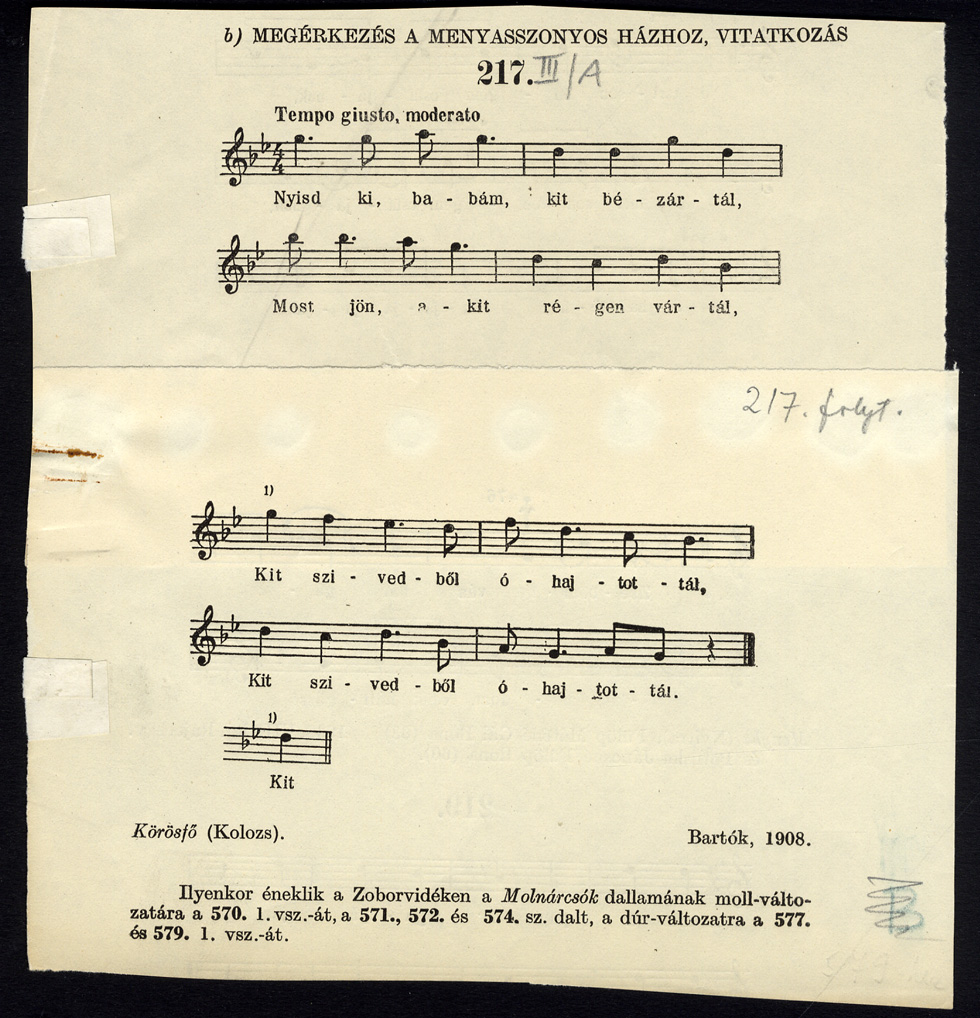 b) MEGÉRKEZÉS A MENYASSZONYOS HÁZHOZ, VITATKOZÁS
217. III/A
Tempo giusto, moderato
Nyisd ki, ba - bám, kit bé - zár - tál,
Most jön, a - kit ré - gen vár - tál,
217. folyt.
1)
Kit szi - ved - ből ó - haj - tot - tál,
Kit szi - ved - ből ó - haj - tot - tál.
1)
Kit
Körösfő (Kolozs). Bartók, 1908.
Ilyenkor éneklik a Zoborvidéken a Molnárcsók dallamának moll-válto-
zatára a 570. 1. vsz.-át, a 571., 572. és 574. sz. dalt, a dúr-változatra a 577.
és 579. 1. vsz.-át.
B